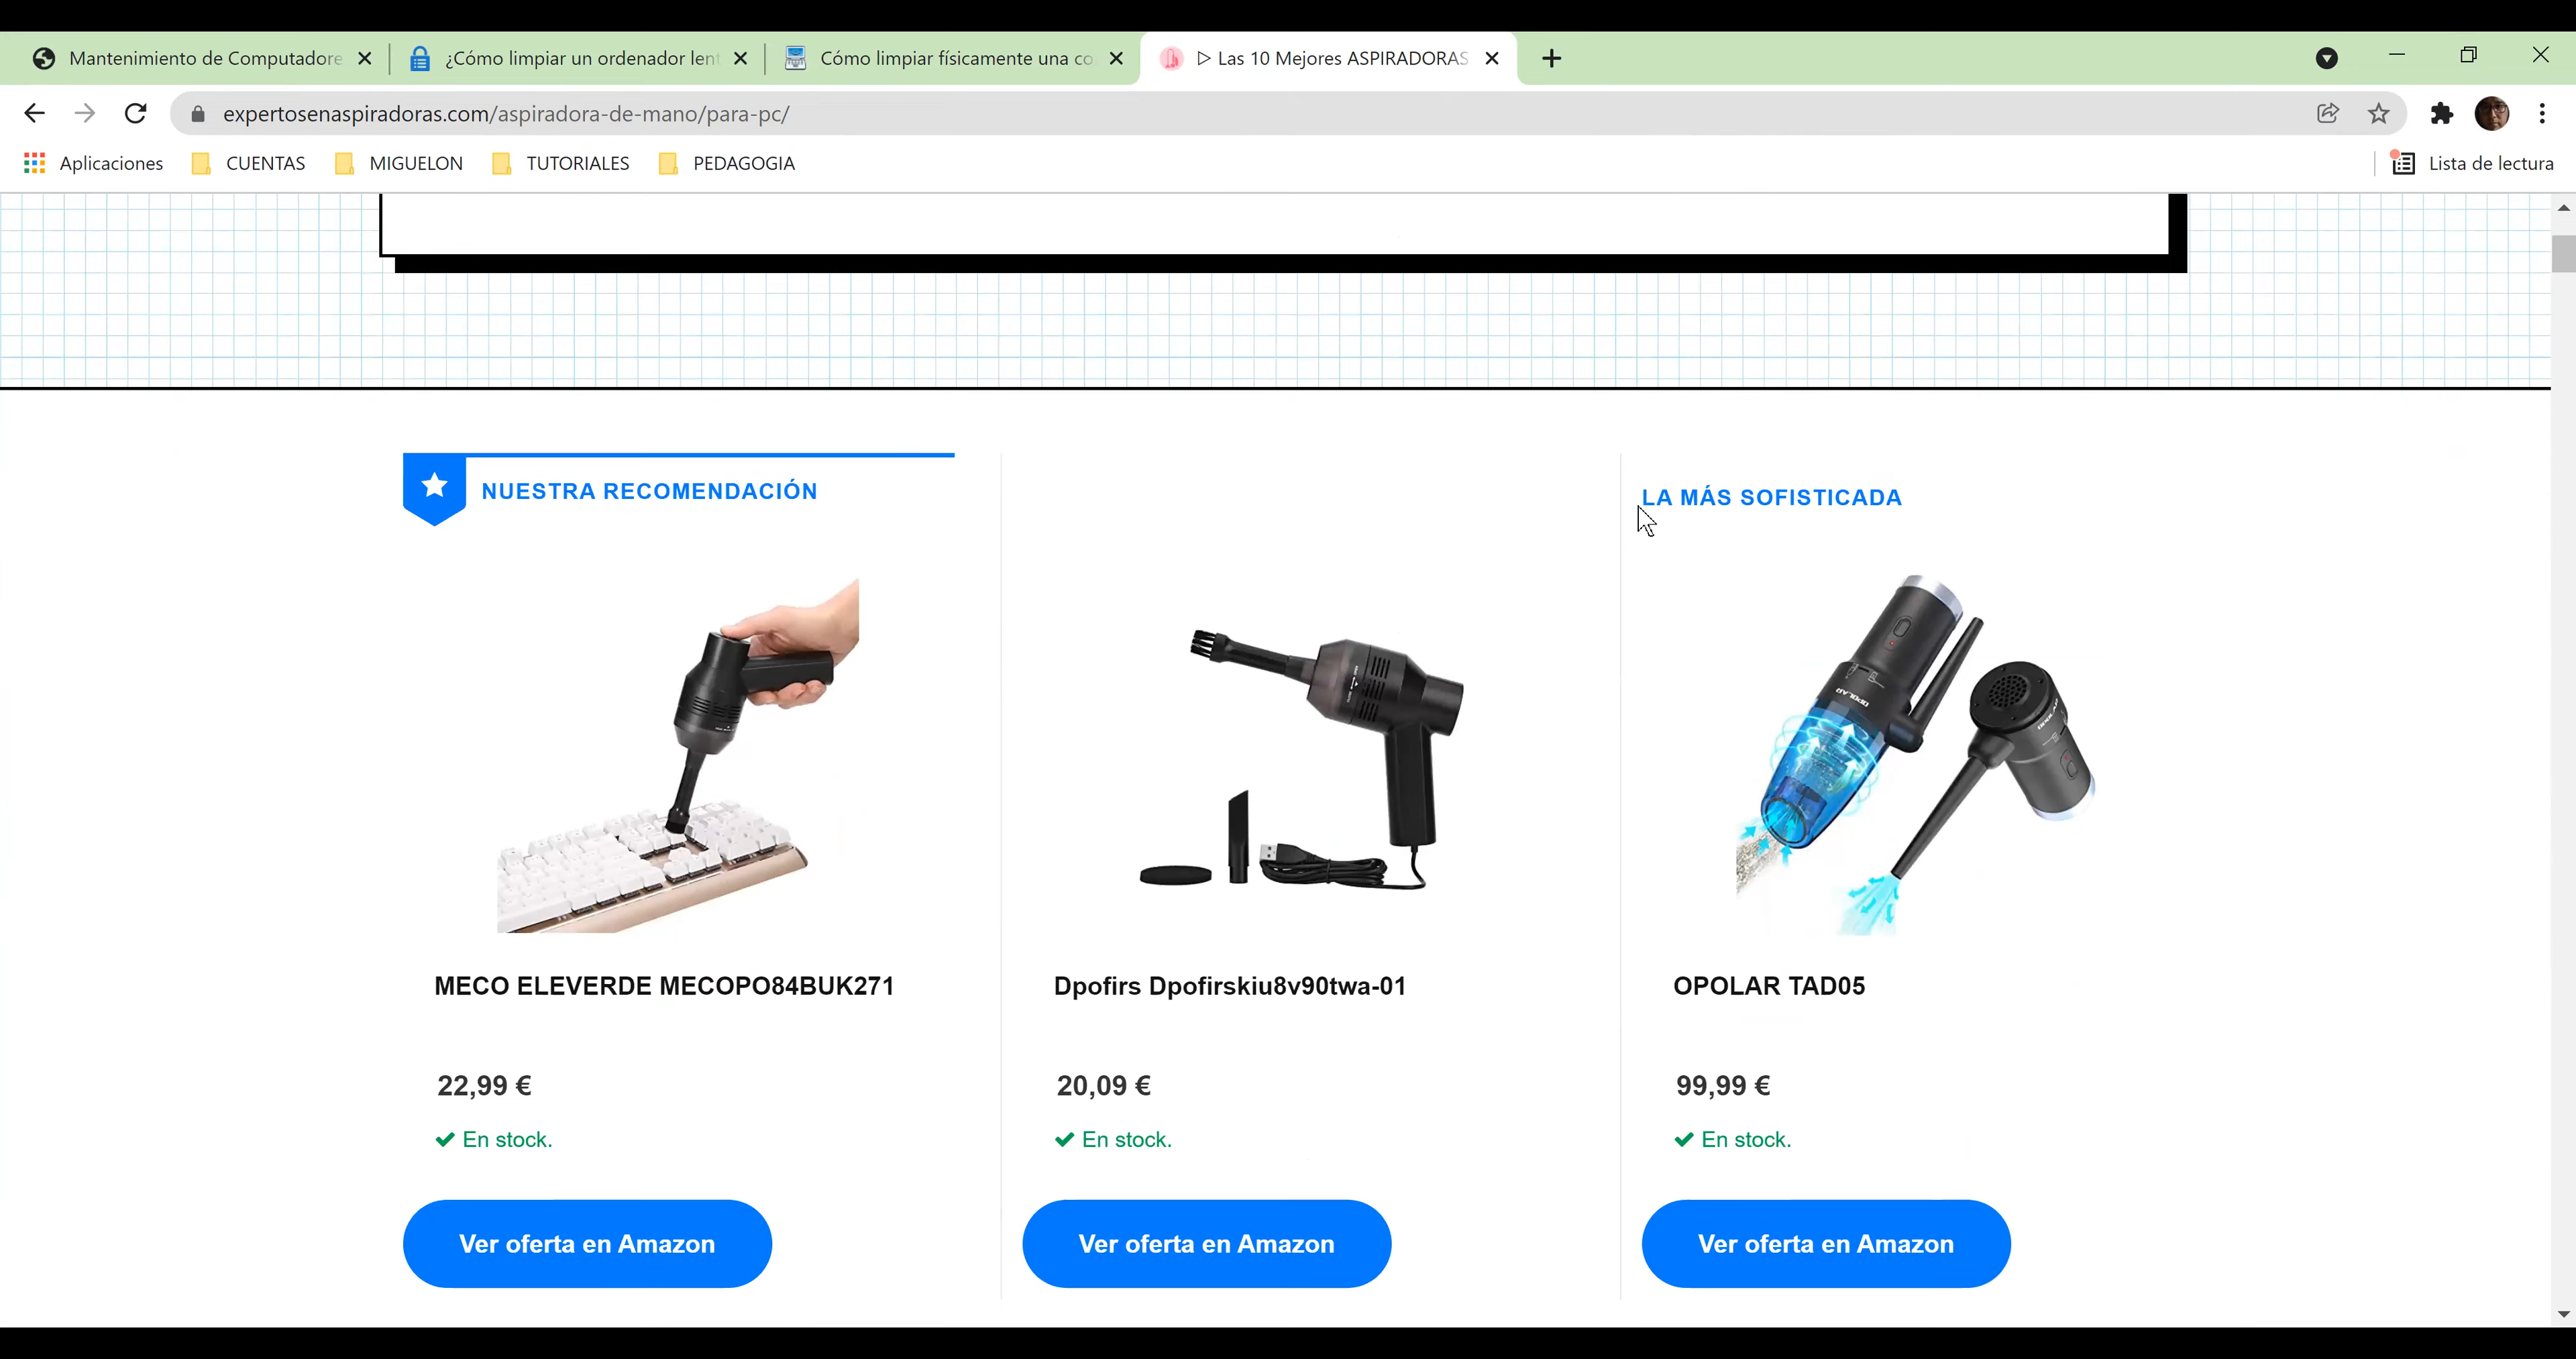 Mantenimiento de Computadore
¿Cómo limpiar un ordenador lent
Cómo limpiar físicamente una co
▷ Las 10 Mejores ASPIRADORAS
expertosenaspiradoras.com/aspiradora-de-mano/para-pc/
Aplicaciones CUENTAS MIGUELON TUTORIALES PEDAGOGIA Lista de lectura
NUESTRA RECOMENDACIÓN
LA MÁS SOFISTICADA
OPOLAR
MECO ELEVERDE MECOPO84BUK271
Dpofirs Dpofirskiu8v90twa-01
OPOLAR TAD05
22,99 €
20,09 €
99,99 €
En stock.
En stock.
En stock.
Ver oferta en Amazon
Ver oferta en Amazon
Ver oferta en Amazon